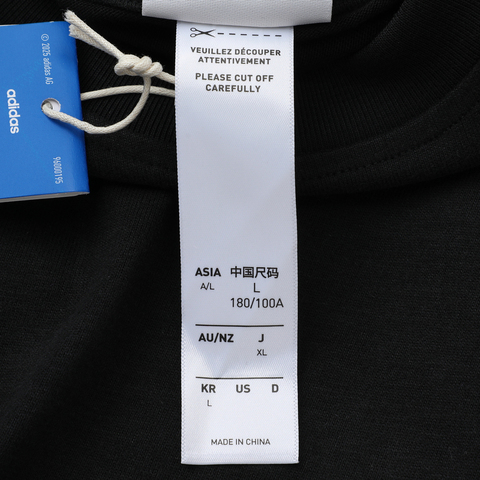 © 2025 adidas AG
adidas
96000195
VEUILLEZ DÉCOUPER
ATTENTIVEMENT
PLEASE CUT OFF
CAREFULLY
ASIA 中国尺码
A/L L
180/100A
AU/NZ J
XL
KR US D
L
MADE IN CHINA